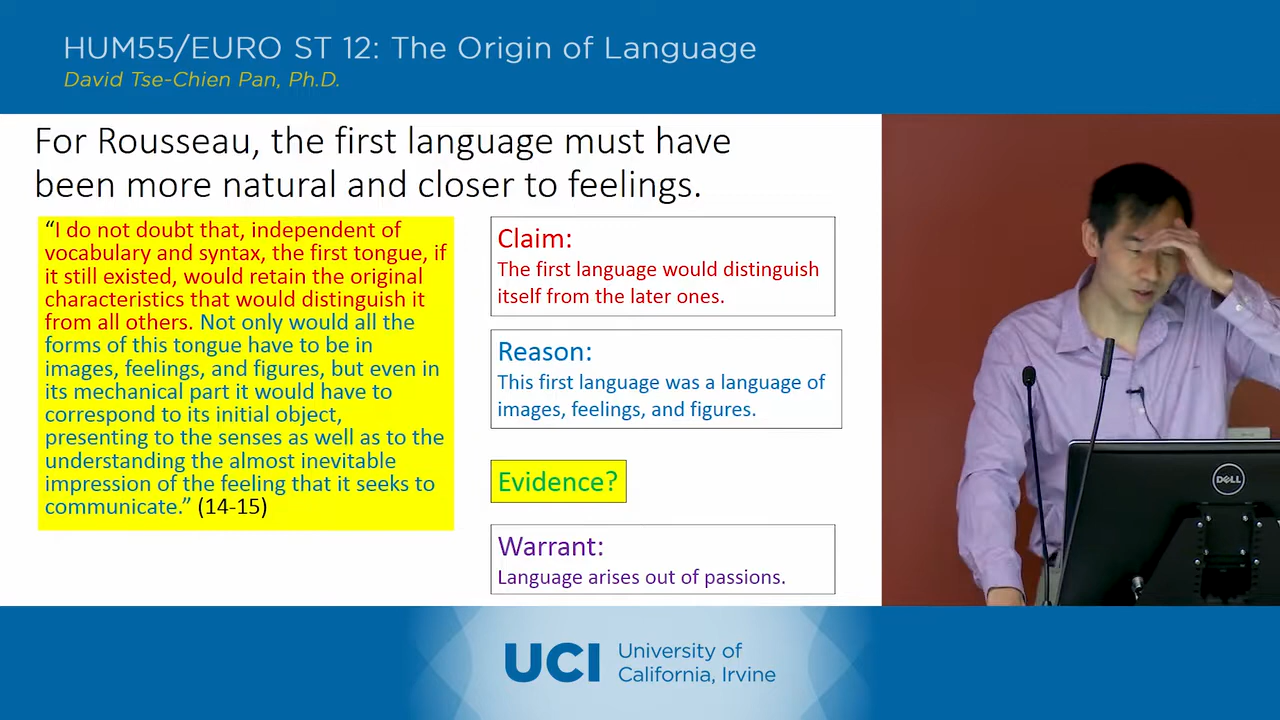 HUM55/EURO ST 12: The Origin of Language
David Tse-Chien Pan, Ph.D.
For Rousseau, the first language must have
been more natural and closer to feelings.
“I do not doubt that, independent of
vocabulary and syntax, the first tongue, if
it still existed, would retain the original
characteristics that would distinguish it
from all others. Not only would all the
forms of this tongue have to be in
images, feelings, and figures, but even in
its mechanical part it would have to
correspond to its initial object,
presenting to the senses as well as to the
understanding the almost inevitable
impression of the feeling that it seeks to
communicate.” (14-15)
Claim:
The first language would distinguish
itself from the later ones.
Reason:
This first language was a language of
images, feelings, and figures.
Evidence?
Warrant:
Language arises out of passions.
DELL
UCI
University of
California, Irvine